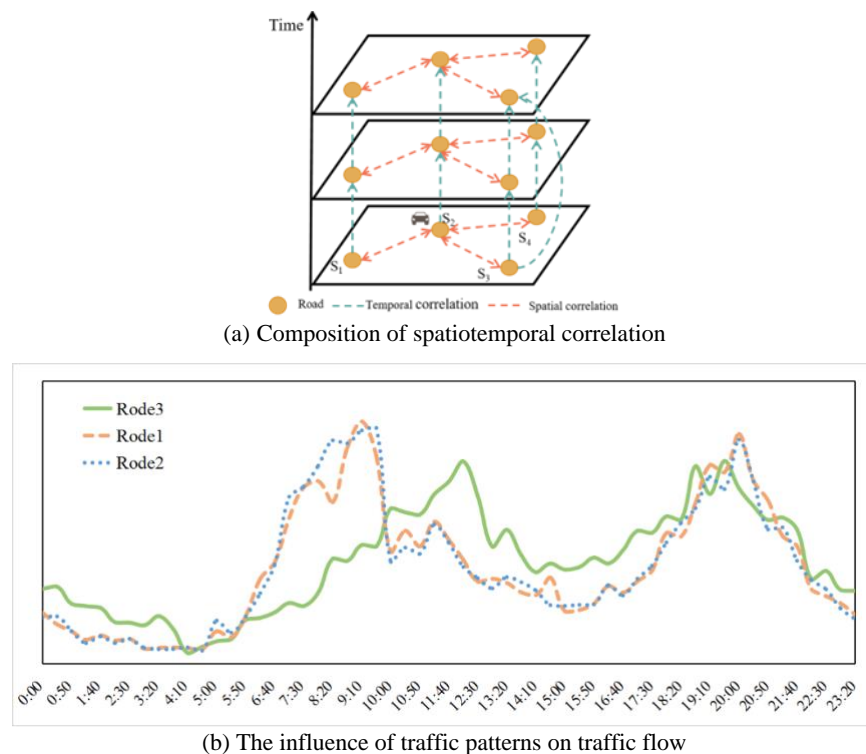 Time
S2
S4
S1
S3
Road Temporal correlation Spatial correlation
(a) Composition of spatiotemporal correlation
Rode3
Rode1
Rode2
0:00 0:50 1:40 2:30 3:20 4:10 5:00 5:50 6:40 7:30 8:20 9:10 10:00 10:50 11:40 12:30 13:20 14:10 15:00 15:50 16:40 17:30 18:20 19:10 20:00 20:50 21:40 22:30 23:20
(b) The influence of traffic patterns on traffic flow